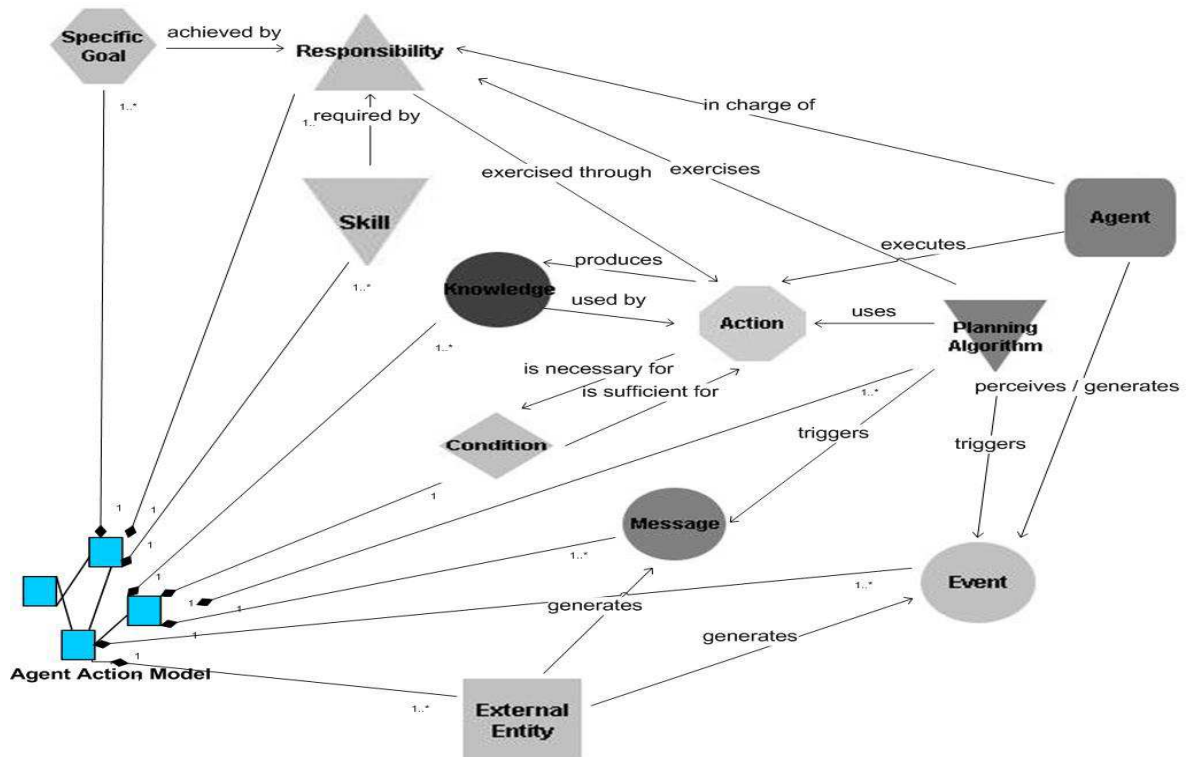 Specific
Goal
achieved by
Responsibility
1..*
1..
required by
in charge of
exercised through
exercises
Skill
Agent
executes
produces
1..*
Knowledge
used by
Action
uses
Planning
Algorithm
1..*
is necessary for
is sufficient for
1..*
perceives / generates
triggers
triggers
Condition
1
Message
1
1
1
1..*
1
1
Event
1..*
1
1
generates
1
generates
1
Agent Action Model
1
1..*
External
Entity